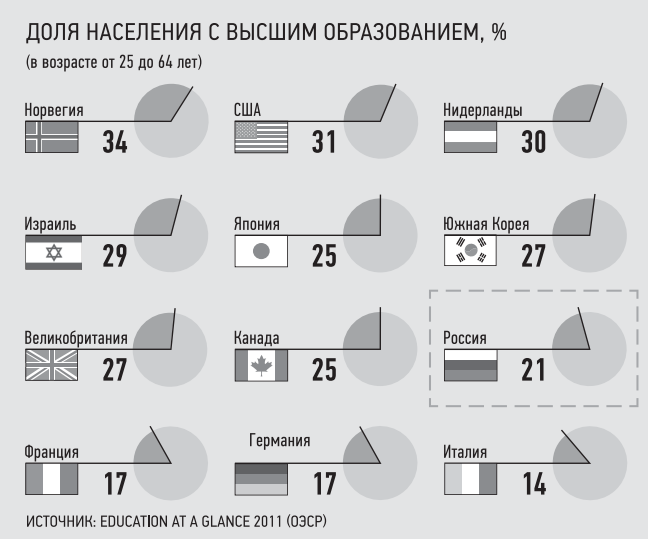 ДОЛЯ НАСЕЛЕНИЯ С ВЫСШИМ ОБРАЗОВАНИЕМ, %
(в возрасте от 25 до 64 лет)
Норвегия
34
США
31
Нидерланды
30
Израиль
29
Япония
25
Южная Корея
27
Великобритания
27
Канада
25
Россия
21
Франция
17
Германия
17
Италия
14
ИСТОЧНИК: EDUCATION AT A GLANCE 2011 (ОЭСР)